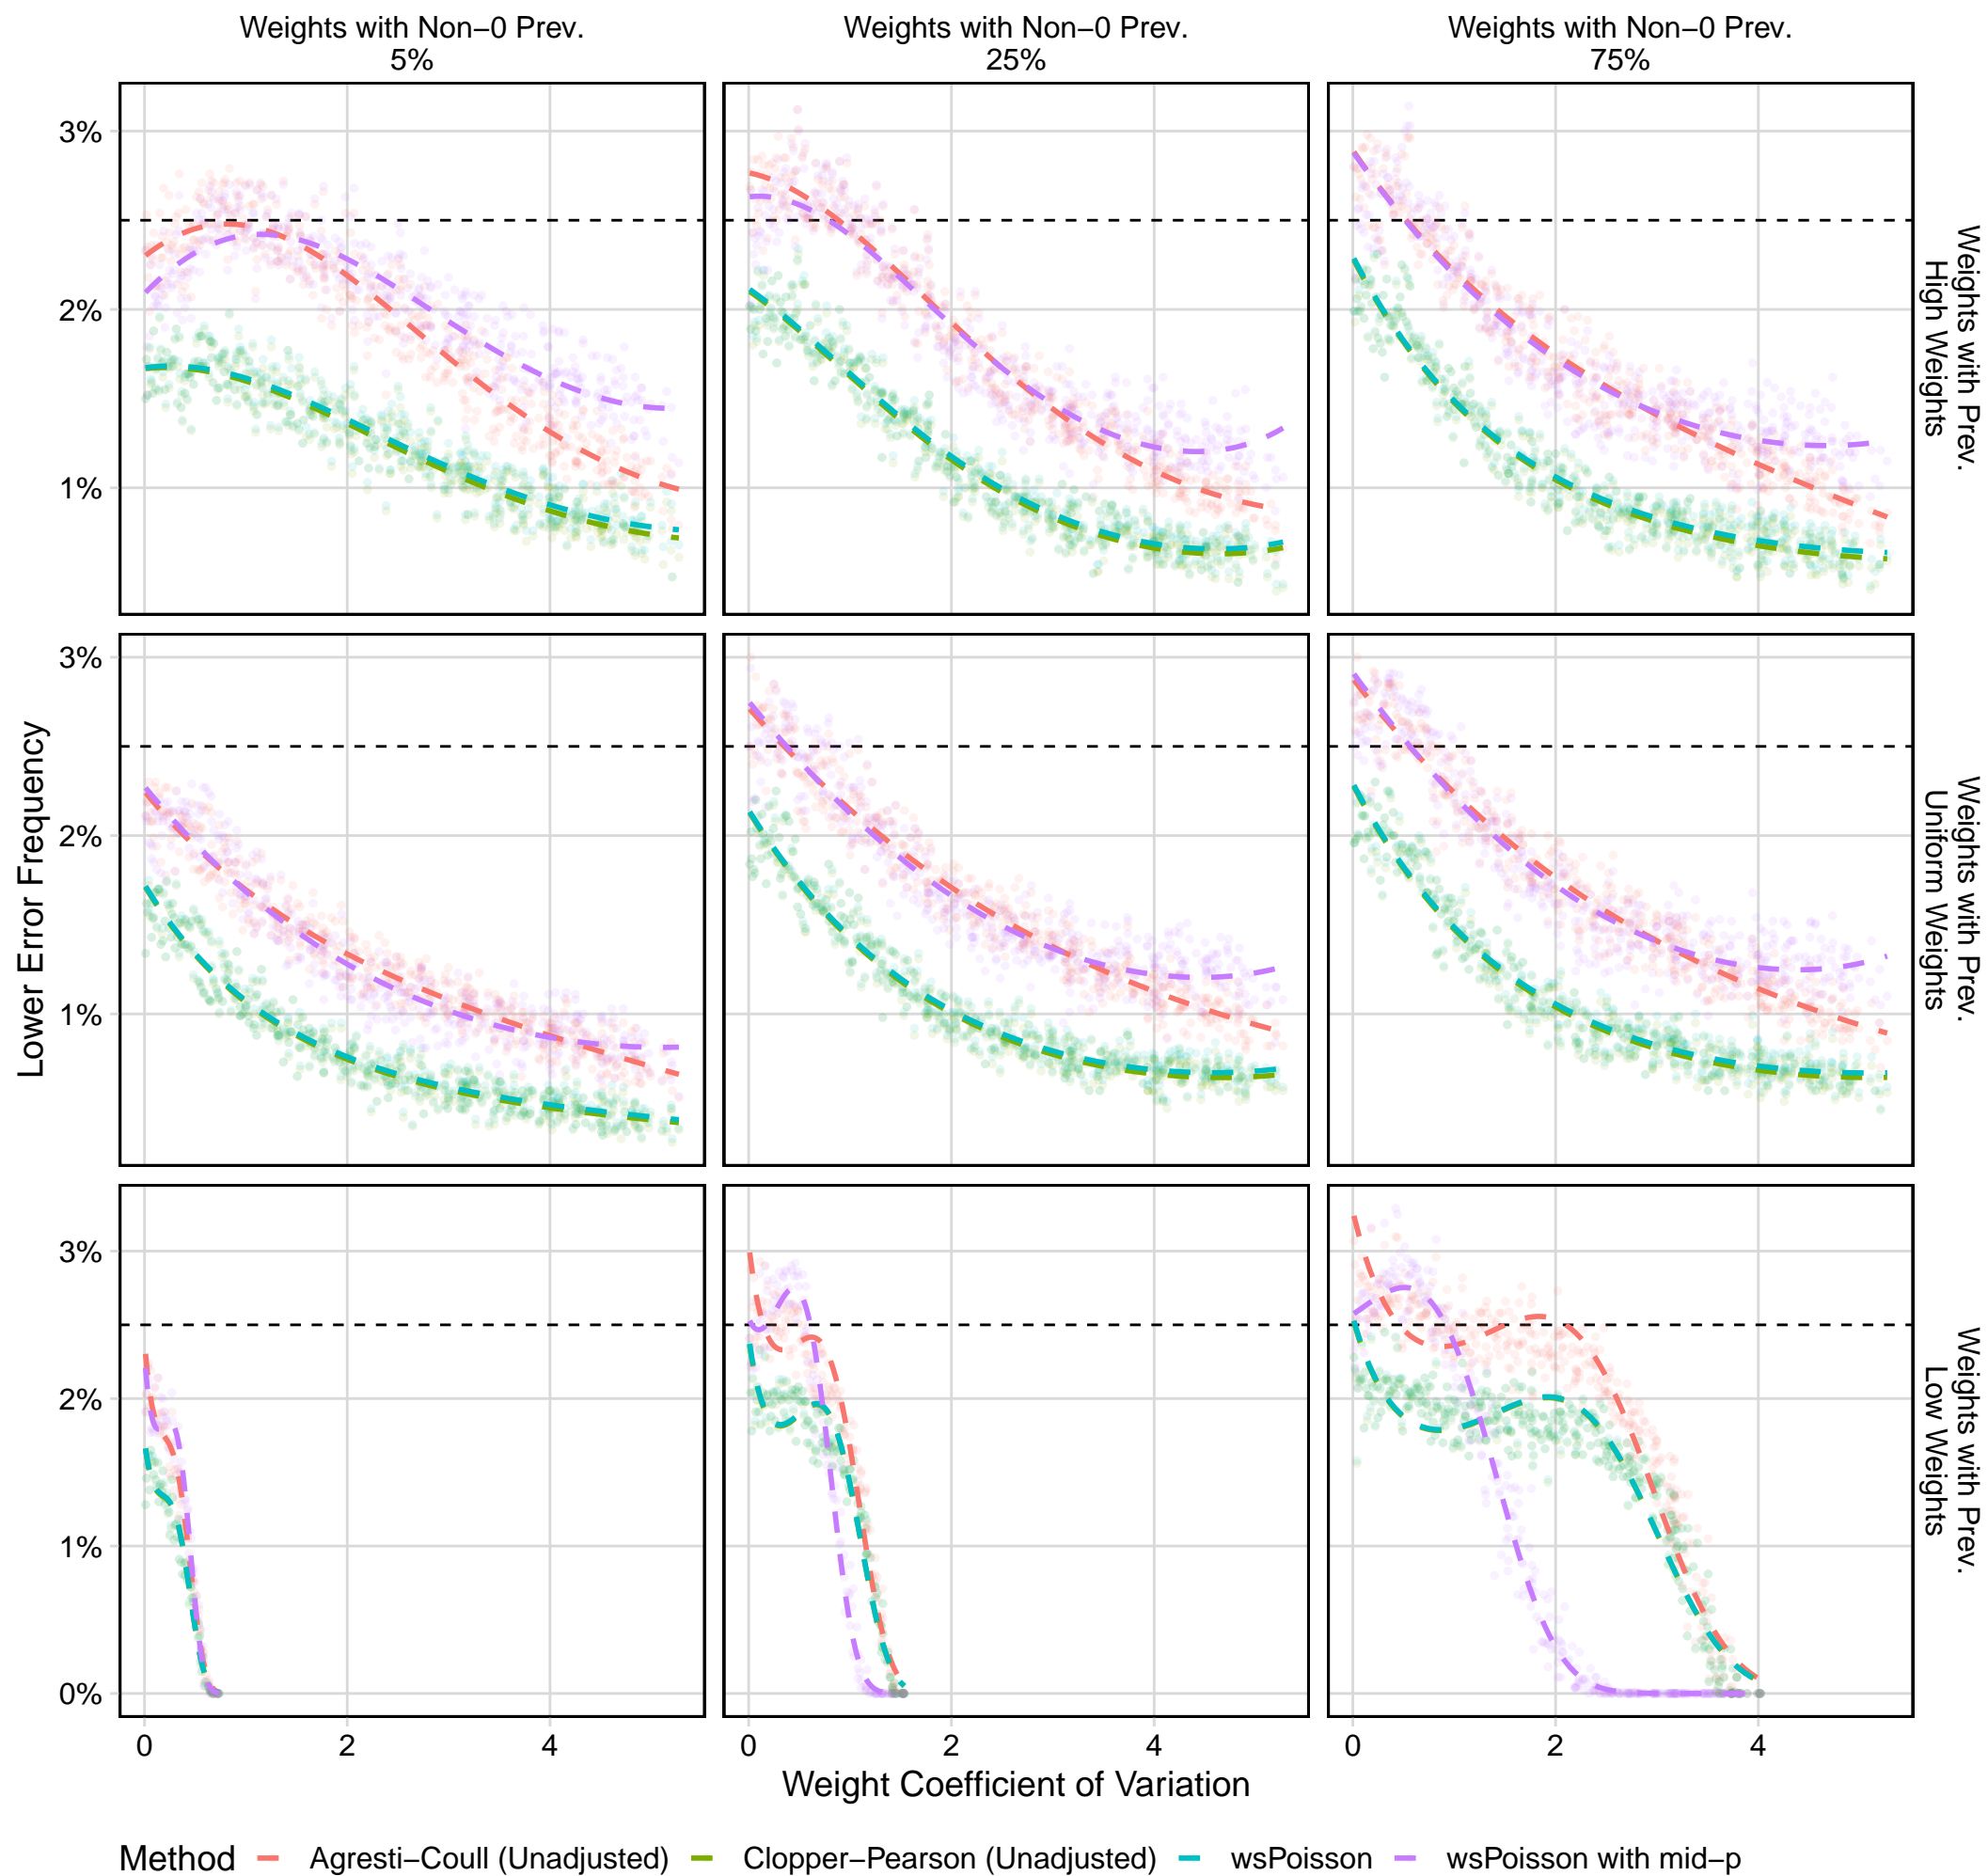 Weights with Non−0 Prev.
5%
Weights with Non−0 Prev.
25%
Weights with Non−0 Prev.
75%
3%
2%
1%
Weights with Prev.
High Weights
Lower Error Frequency
3%
2%
1%
Weights with Prev.
Uniform Weights
3%
2%
1%
0%
Weights with Prev.
Low Weights
0 2 4
0 2 4
0 2 4
Weight Coefficient of Variation
Method Agresti−Coull (Unadjusted) Clopper−Pearson (Unadjusted) wsPoisson wsPoisson with mid−p